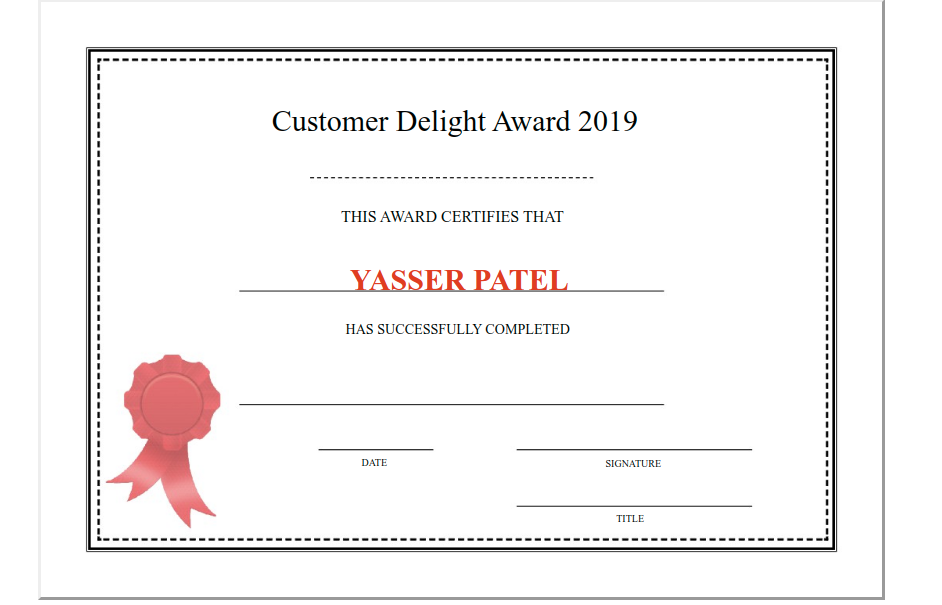 Customer Delight Award 2019
THIS AWARD CERTIFIES THAT
YASSER PATEL
HAS SUCCESSFULLY COMPLETED
DATE
SIGNATURE
TITLE